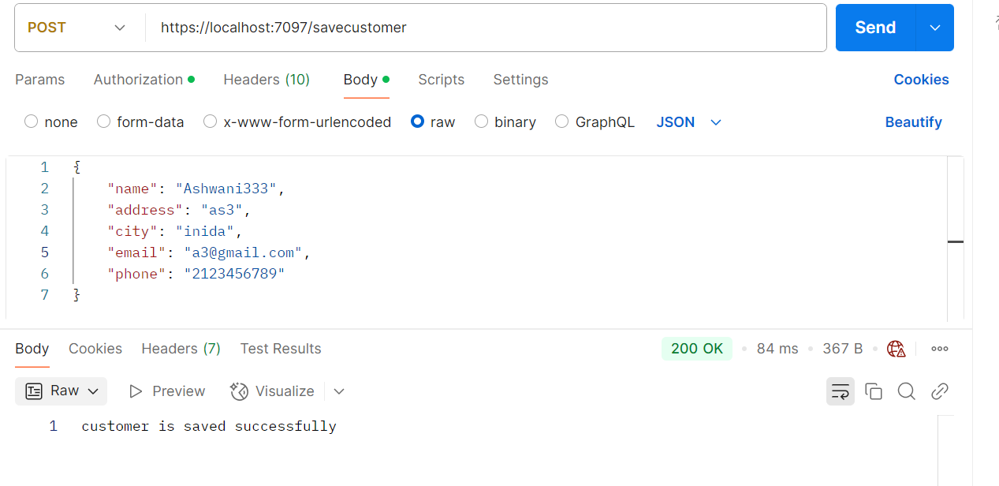 POST https://localhost:7097/savecustomer Send
Params Authorization Headers (10) Body Scripts Settings Cookies
none form-data x-www-form-urlencoded raw binary GraphQL JSON Beautify
1 {
2 "name": "Ashwani333",
3 "address": "as3",
4 "city": "inida",
5 "email": "a3@gmail.com",
6 "phone": "2123456789"
7 }
Body Cookies Headers (7) Test Results 200 OK 84 ms 367 B
Raw Preview Visualize
1 customer is saved successfully